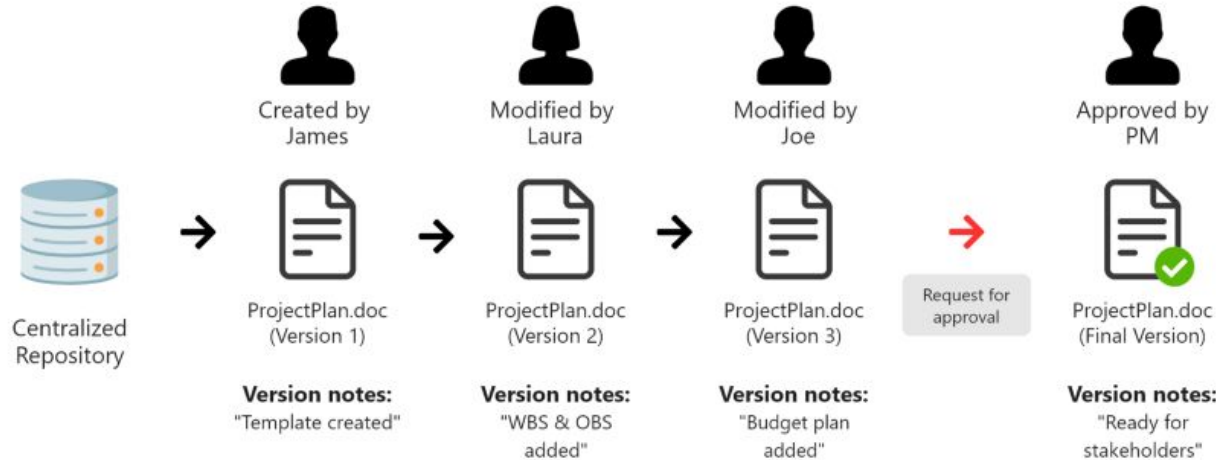 Created by
James
Modified by
Laura
Modified by
Joe
Approved by
PM
Centralized
Repository
ProjectPlan.doc
(Version 1)
ProjectPlan.doc
(Version 2)
ProjectPlan.doc
(Version 3)
Request for
approval
ProjectPlan.doc
(Final Version)
Version notes:
"Template created"
Version notes:
"WBS & OBS
added"
Version notes:
"Budget plan
added"
Version notes:
"Ready for
stakeholders"